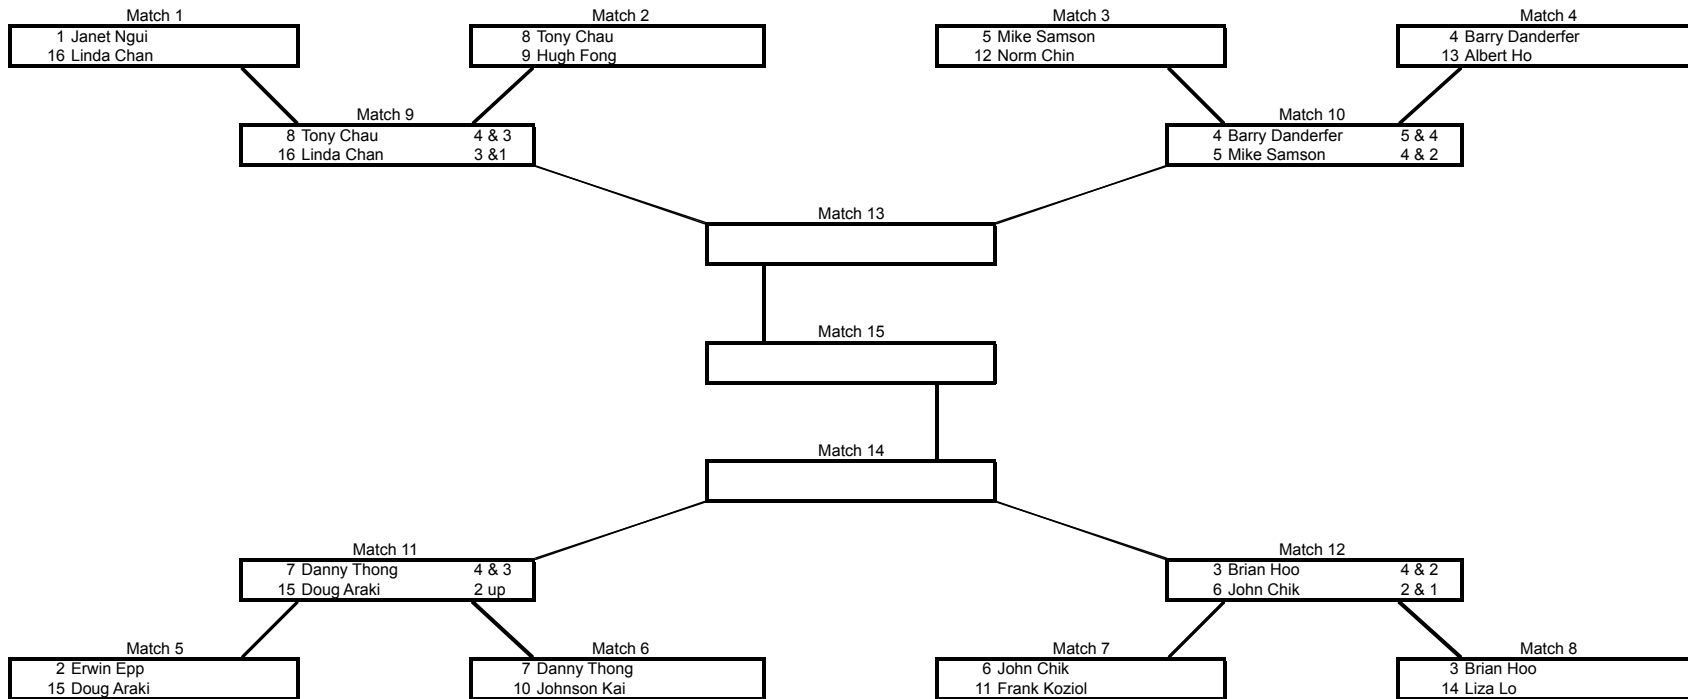 Match 1
1 Janet Ngui
16 Linda Chan
Match 2
8 Tony Chau
9 Hugh Fong
Match 3
5 Mike Samson
12 Norm Chin
Match 4
4 Barry Danderfer
13 Albert Ho
Match 9
8 Tony Chau 4 & 3
16 Linda Chan 3 &1
Match 10
4 Barry Danderfer 5 & 4
5 Mike Samson 4 & 2
Match 13
Match 15
Match 14
Match 11
7 Danny Thong 4 & 3
15 Doug Araki 2 up
Match 12
3 Brian Hoo 4 & 2
6 John Chik 2 & 1
Match 5
2 Erwin Epp
15 Doug Araki
Match 6
7 Danny Thong
10 Johnson Kai
Match 7
6 John Chik
11 Frank Koziol
Match 8
3 Brian Hoo
14 Liza Lo